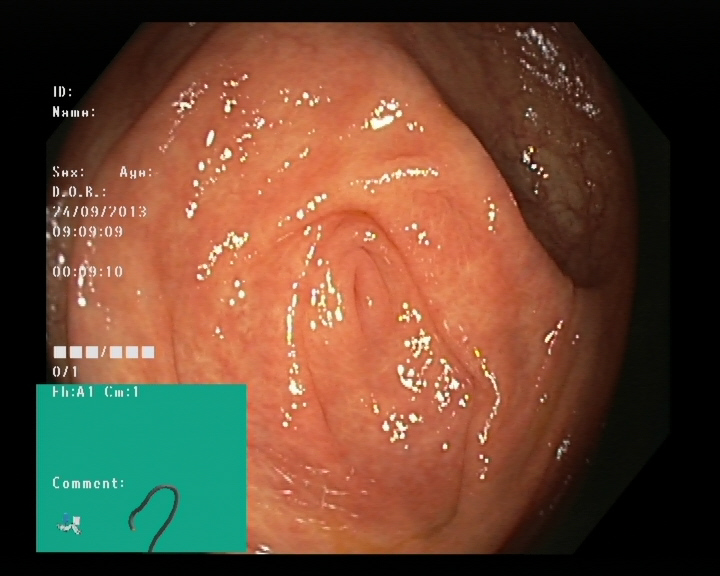 ID:
Name:
Sex: Age:
D.O.B.:
24/09/2013
09:09:09
00:09:10
■■■/■■■
0/1
Eh:A1 Cm:1
Comment: